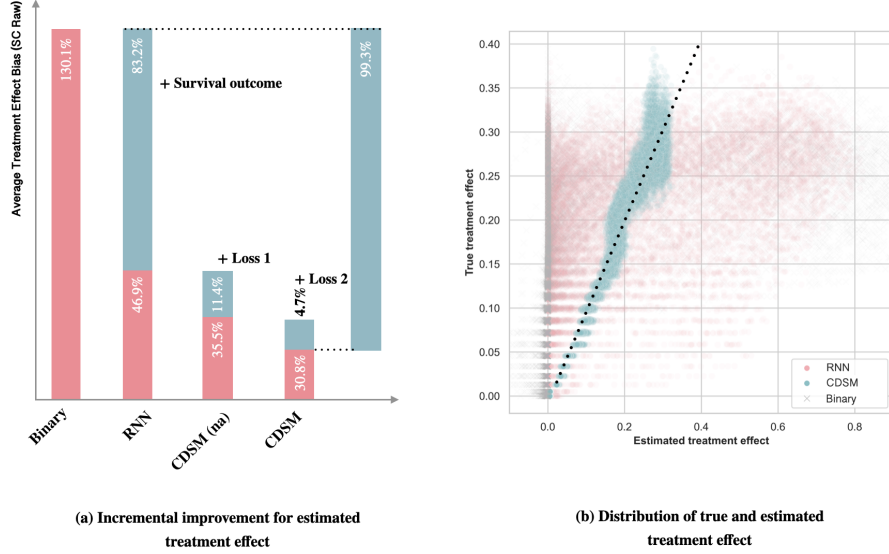 Average Treatment Effect Bias (SC Raw)
130.1%
83.2%
99.3%
+ Survival outcome
+ Loss 1
+ Loss 2
46.9%
11.4%
4.7%
35.5%
30.8%
Binary
RNN
CDSM (na)
CDSM
(a) Incremental improvement for estimated
treatment effect
True treatment effect
0.40
0.35
0.30
0.25
0.20
0.15
0.10
0.05
0.00
0.0
0.2
0.4
0.6
0.8
Estimated treatment effect
RNN
CDSM
Binary
(b) Distribution of true and estimated
treatment effect